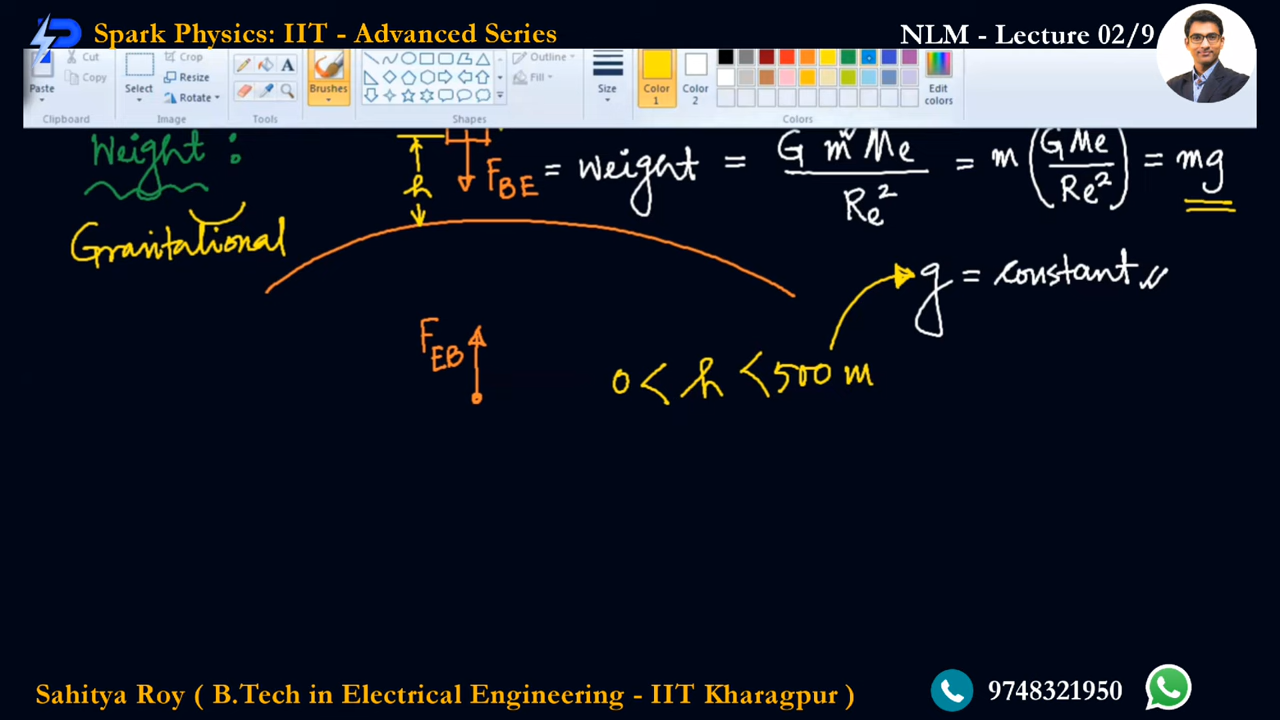 Spark Physics: IIT - Advanced Series
NLM - Lecture 02/9
Cut
Copy
Paste
Clipboard
Select
Crop
Resize
Rotate
Image
A
Tools
Brushes
Outline
Fill
Shapes
Size
Color 1
Color 2
Edit colors
Colors
Weight :
h
F_BE = weight = G m Me / Re² = m (GMe / Re²) = mg
Gravitational
g = constant
F_EB
0 < h < 500 m
Sahitya Roy ( B.Tech in Electrical Engineering - IIT Kharagpur )
9748321950